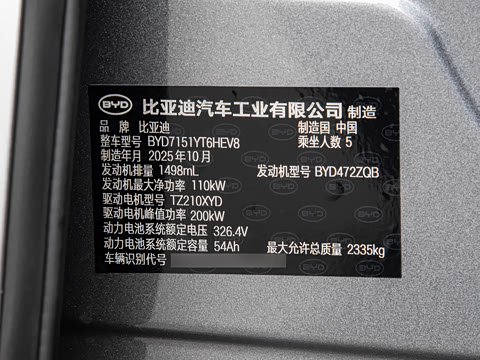 BYD 比亚迪汽车工业有限公司 制造
品 牌 比亚迪 制造国 中国
整车型号 BYD7151YT6HEV8 乘坐人数 5
制造年月 2025年10月
发动机排量 1498mL 发动机型号 BYD472ZQB
发动机最大净功率 110kW
驱动电机型号 TZ210XYD
驱动电机峰值功率 200kW
动力电池系统额定电压 326.4V
动力电池系统额定容量 54Ah 最大允许总质量 2335kg
车辆识别代号